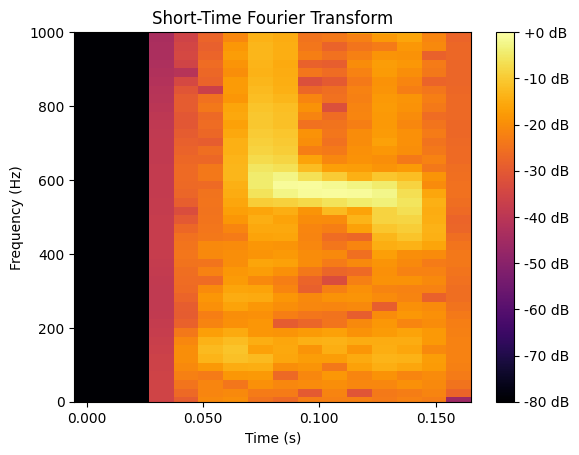 Short-Time Fourier Transform
Frequency (Hz)
1000
800
600
400
200
0
0.000
0.050
0.100
0.150
Time (s)
+0 dB
-10 dB
-20 dB
-30 dB
-40 dB
-50 dB
-60 dB
-70 dB
-80 dB